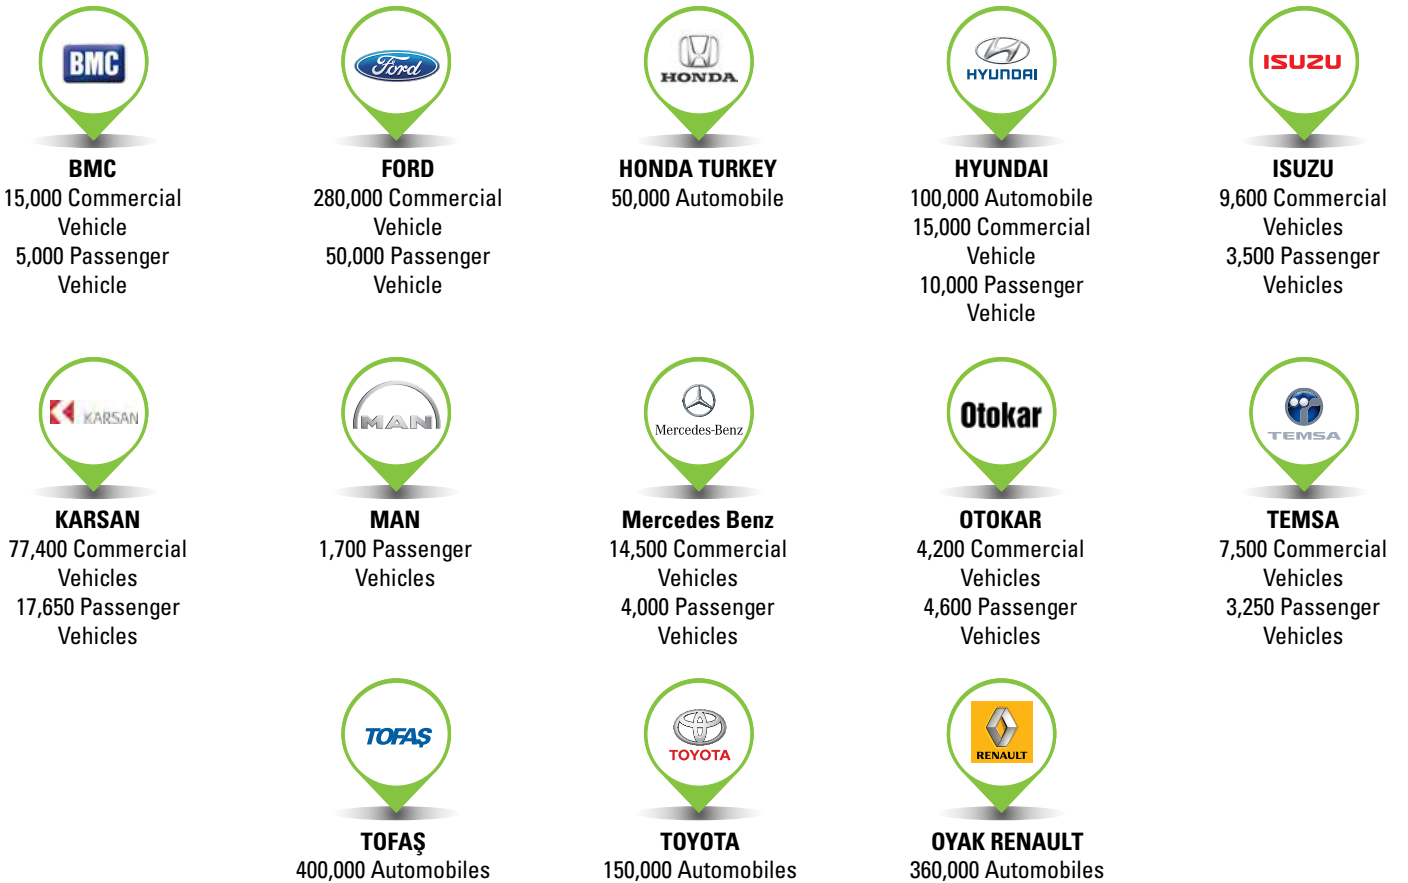 BMC
BMC
15,000 Commercial
Vehicle
5,000 Passenger
Vehicle
Ford
FORD
280,000 Commercial
Vehicle
50,000 Passenger
Vehicle
HONDA
HONDA TURKEY
50,000 Automobile
HYUNDAI
HYUNDAI
100,000 Automobile
15,000 Commercial
Vehicle
10,000 Passenger
Vehicle
ISUZU
ISUZU
9,600 Commercial
Vehicles
3,500 Passenger
Vehicles
KARSAN
KARSAN
77,400 Commercial
Vehicles
17,650 Passenger
Vehicles
MAN
MAN
1,700 Passenger
Vehicles
Mercedes-Benz
Mercedes Benz
14,500 Commercial
Vehicles
4,000 Passenger
Vehicles
Otokar
OTOKAR
4,200 Commercial
Vehicles
4,600 Passenger
Vehicles
TEMSA
TEMSA
7,500 Commercial
Vehicles
3,250 Passenger
Vehicles
TOFAŞ
TOFAŞ
400,000 Automobiles
TOYOTA
TOYOTA
150,000 Automobiles
RENAULT
OYAK RENAULT
360,000 Automobiles